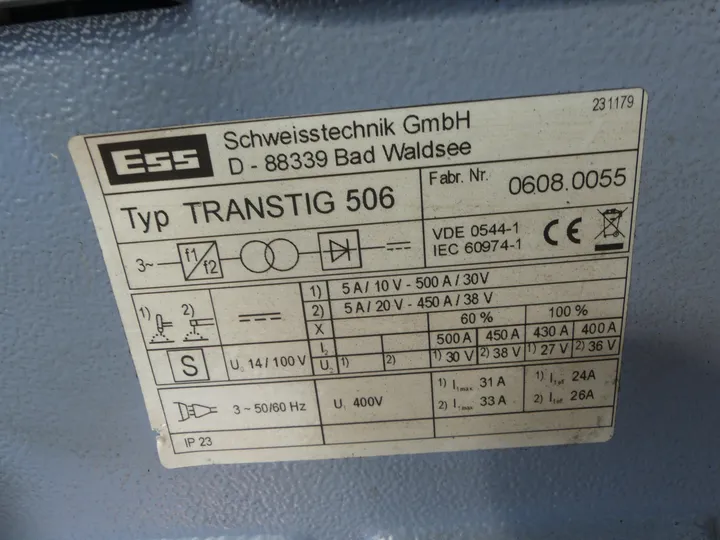 231179
ESS Schweisstechnik GmbH
D - 88339 Bad Waldsee
Typ TRANSTIG 506
Fabr. Nr. 0608.0055
VDE 0544-1
IEC 60974-1
CE
3~ f1 f2
1) 2)
1) 5 A / 10 V - 500 A / 30V
2) 5 A / 20 V - 450 A / 38 V
X 60 % 100 %
I₂ 500 A 450 A 430 A 400 A
S U₀ 14 / 100 V U₂ 1) 2) 1) 30 V 2) 38 V 1) 27 V 2) 36 V
3 ~ 50/60 Hz U₁ 400V
1) I₁max 31 A 1) I₁eff 24A
2) I₁max 33 A 2) I₁eff 26A
IP 23